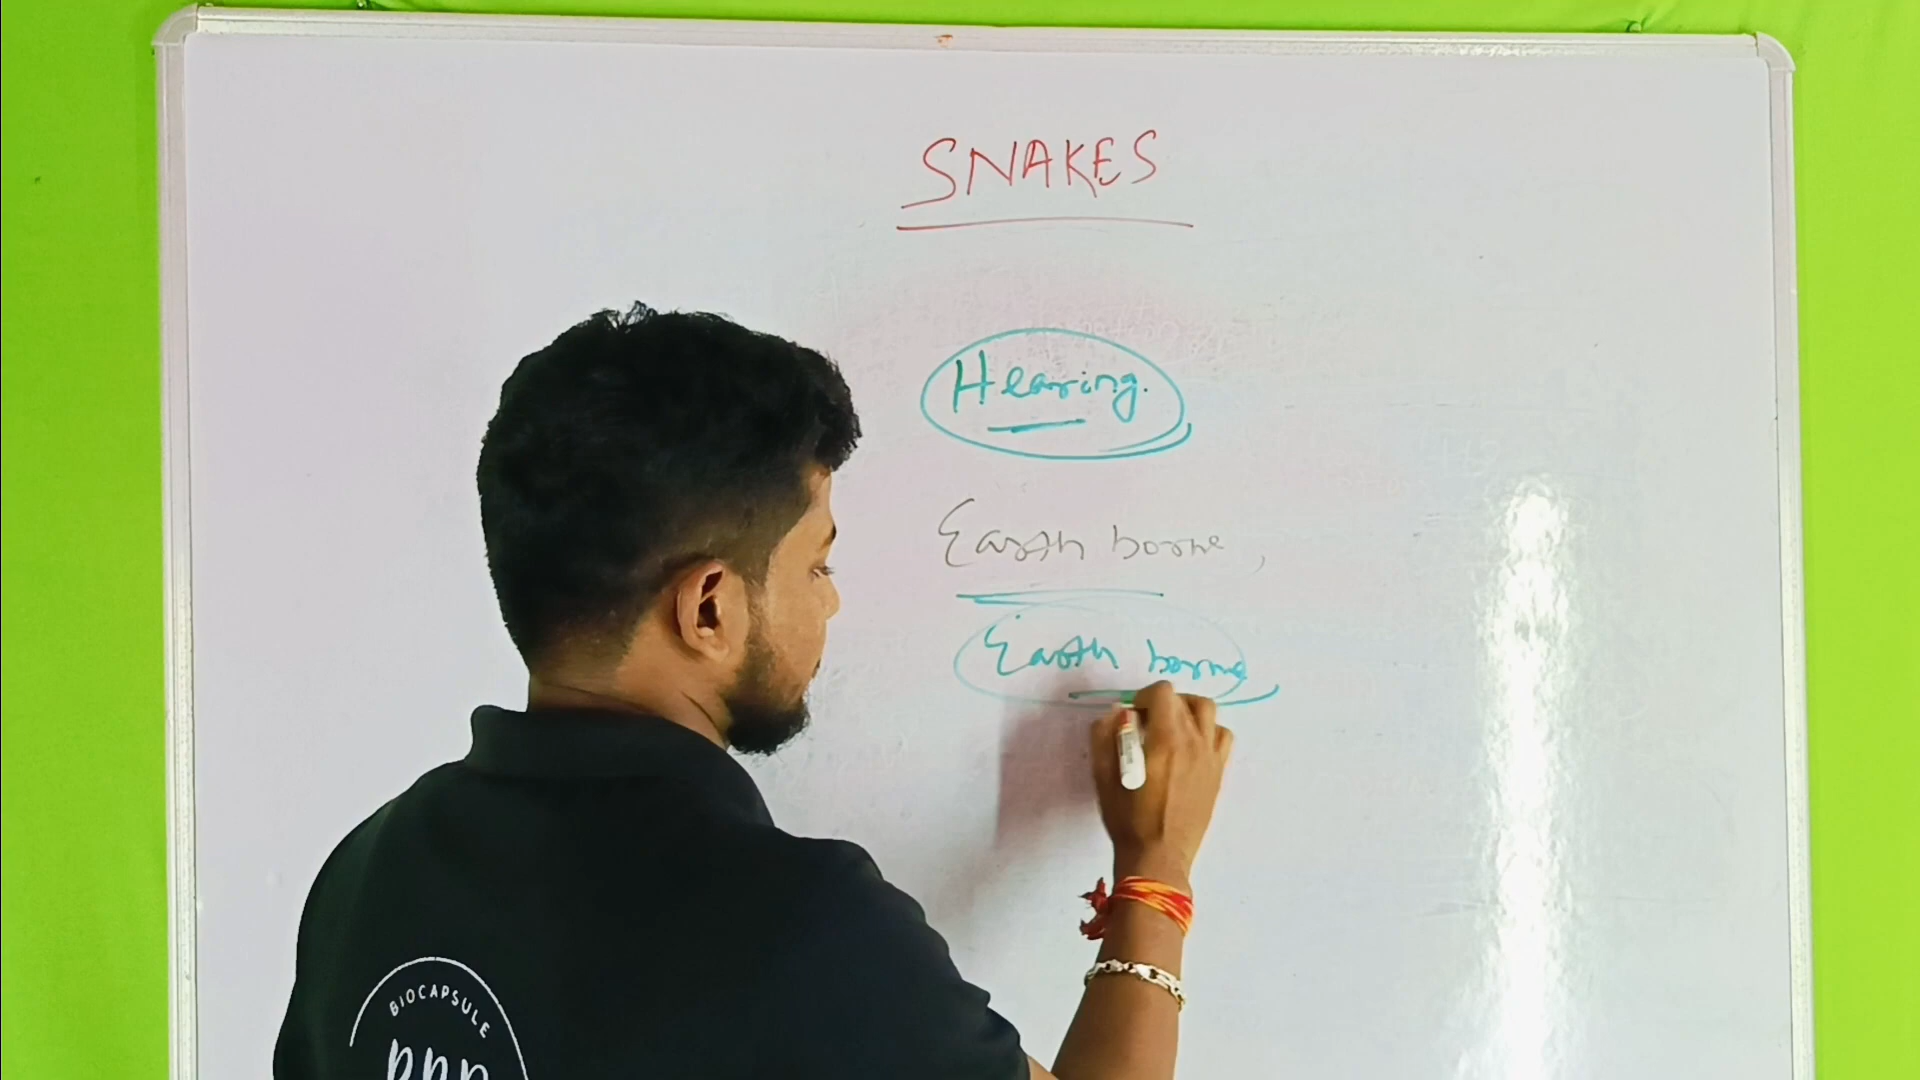 SNAKES
Hearing.
Earth borne,
Earth borne
BIOCAPSULE